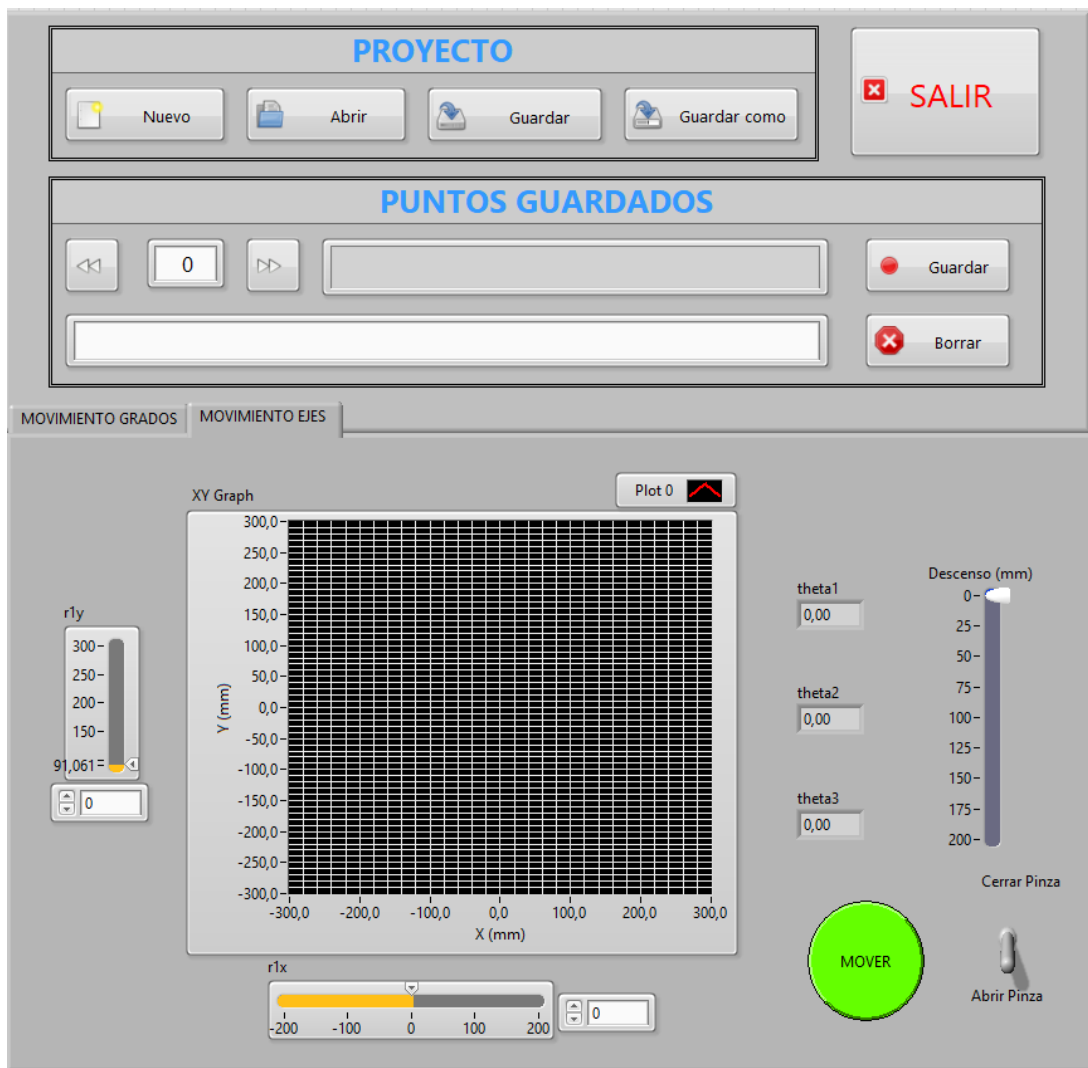 PROYECTO
SALIR
Nuevo
Abrir
Guardar
Guardar como
PUNTOS GUARDADOS
0
Guardar
Borrar
MOVIMIENTO GRADOS
MOVIMIENTO EJES
XY Graph
Plot 0
300,0
250,0
200,0
150,0
100,0
50,0
0,0
-50,0
-100,0
-150,0
-200,0
-250,0
-300,0
Y (mm)
-300,0 -200,0 -100,0 0,0 100,0 200,0 300,0
X (mm)
r1y
300
250
200
150
91,061
0
r1x
-200 -100 0 100 200
0
theta1
0,00
theta2
0,00
theta3
0,00
Descenso (mm)
0
25
50
75
100
125
150
175
200
Cerrar Pinza
MOVER
Abrir Pinza